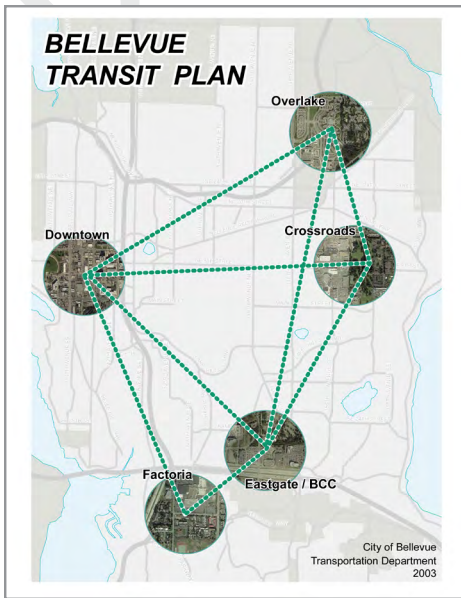 BELLEVUE
TRANSIT PLAN
Overlake
Downtown
Crossroads
Factoria
Eastgate / BCC
City of Bellevue
Transportation Department
2003